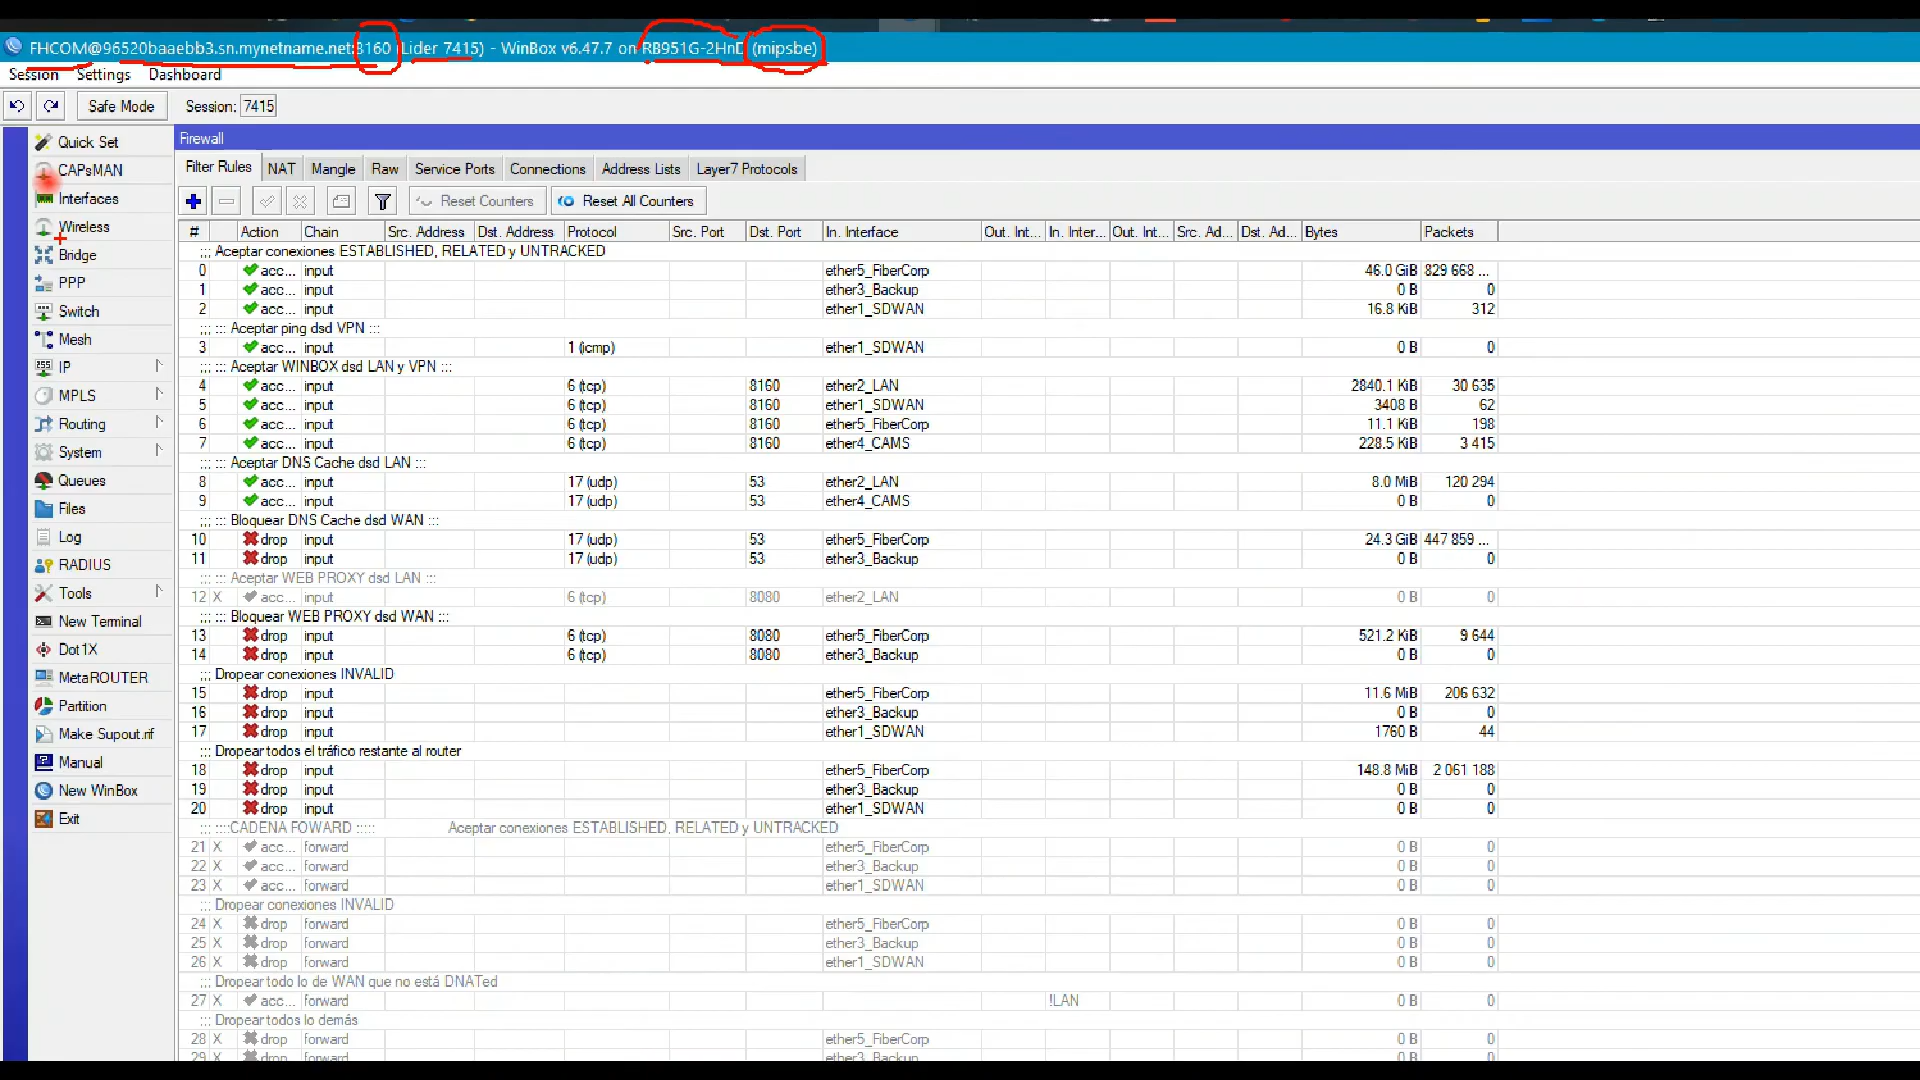 FHCOM@96520baaebb3.sn.mynetname.net:8160 (Lider 7415) - WinBox v6.47.7 on RB951G-2HnD (mipsbe)
Session Settings Dashboard
Safe Mode Session: 7415
Quick Set
CAPsMAN
Interfaces
Wireless
Bridge
PPP
Switch
Mesh
IP
MPLS
Routing
System
Queues
Files
Log
RADIUS
Tools
New Terminal
Dot1X
MetaROUTER
Partition
Make Supout.rif
Manual
New WinBox
Exit
Firewall
Filter Rules NAT Mangle Raw Service Ports Connections Address Lists Layer7 Protocols
Reset Counters Reset All Counters
# Action Chain Src. Address Dst. Address Protocol Src. Port Dst. Port In. Interface Out. Int... In. Inter... Out. Int... Src. Ad... Dst. Ad... Bytes Packets
;;; Aceptar conexiones ESTABLISHED, RELATED y UNTRACKED
0 acc... input ether5_FiberCorp 46.0 GiB 829 668 ...
1 acc... input ether3_Backup 0 B 0
2 acc... input ether1_SDWAN 16.8 KiB 312
;;; ::: Aceptar ping dsd VPN :::
3 acc... input 1 (icmp) ether1_SDWAN 0 B 0
;;; ::: Aceptar WINBOX dsd LAN y VPN :::
4 acc... input 6 (tcp) 8160 ether2_LAN 2840.1 KiB 30 635
5 acc... input 6 (tcp) 8160 ether1_SDWAN 3408 B 62
6 acc... input 6 (tcp) 8160 ether5_FiberCorp 11.1 KiB 198
7 acc... input 6 (tcp) 8160 ether4_CAMS 228.5 KiB 3 415
;;; ::: Aceptar DNS Cache dsd LAN :::
8 acc... input 17 (udp) 53 ether2_LAN 8.0 MiB 120 294
9 acc... input 17 (udp) 53 ether4_CAMS 0 B 0
;;; ::: Bloquear DNS Cache dsd WAN :::
10 drop input 17 (udp) 53 ether5_FiberCorp 24.3 GiB 447 859 ...
11 drop input 17 (udp) 53 ether3_Backup 0 B 0
;;; ::: Aceptar WEB PROXY dsd LAN :::
12 X acc... input 6 (tcp) 8080 ether2_LAN 0 B 0
;;; ::: Bloquear WEB PROXY dsd WAN :::
13 drop input 6 (tcp) 8080 ether5_FiberCorp 521.2 KiB 9 644
14 drop input 6 (tcp) 8080 ether3_Backup 0 B 0
;;; Dropear conexiones INVALID
15 drop input ether5_FiberCorp 11.6 MiB 206 632
16 drop input ether3_Backup 0 B 0
17 drop input ether1_SDWAN 1760 B 44
;;; Dropear todos el tráfico restante al router
18 drop input ether5_FiberCorp 148.8 MiB 2 061 188
19 drop input ether3_Backup 0 B 0
20 drop input ether1_SDWAN 0 B 0
;;; ::::CADENA FOWARD ::::: Aceptar conexiones ESTABLISHED, RELATED y UNTRACKED
21 X acc... forward ether5_FiberCorp 0 B 0
22 X acc... forward ether3_Backup 0 B 0
23 X acc... forward ether1_SDWAN 0 B 0
;;; Dropear conexiones INVALID
24 X drop forward ether5_FiberCorp 0 B 0
25 X drop forward ether3_Backup 0 B 0
26 X drop forward ether1_SDWAN 0 B 0
;;; Dropear todo lo de WAN que no está DNATed
27 X acc... forward !LAN 0 B 0
;;; Dropear todos lo demás
28 X drop forward ether5_FiberCorp 0 B 0
29 X drop forward ether3_Backup 0 B 0